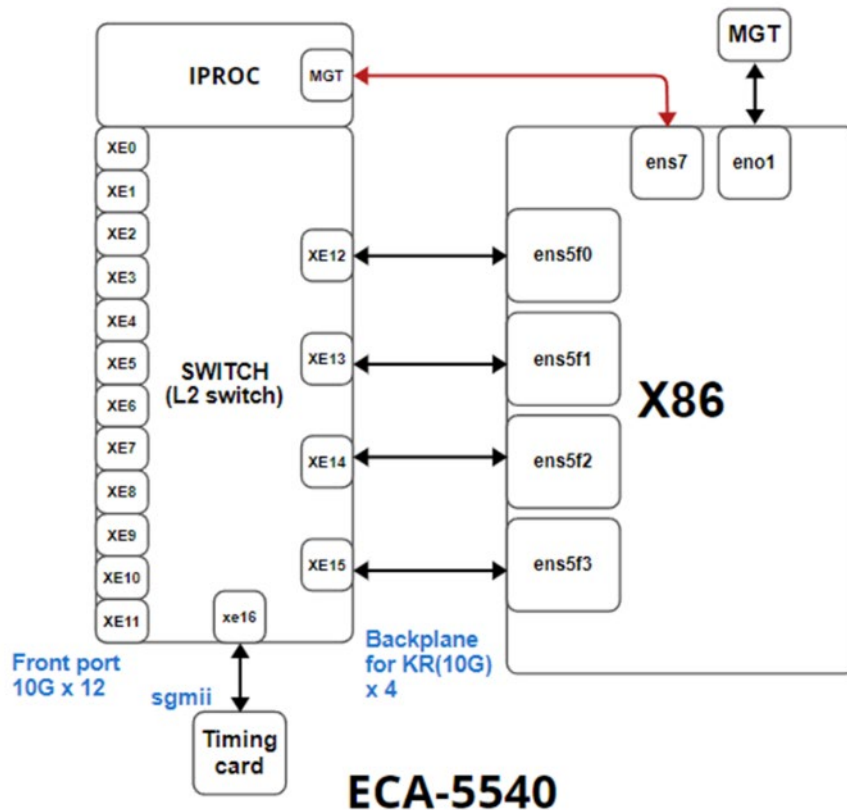 MGT
IPROC
MGT
XE0
XE1
XE2
XE3
XE4
XE5
XE6
XE7
XE8
XE9
XE10
XE11
SWITCH
(L2 switch)
XE12
XE13
XE14
XE15
xe16
ens7
eno1
ens5f0
ens5f1
ens5f2
ens5f3
X86
Front port
10G x 12
sgmii
Backplane
for KR(10G)
x 4
Timing
card
ECA-5540